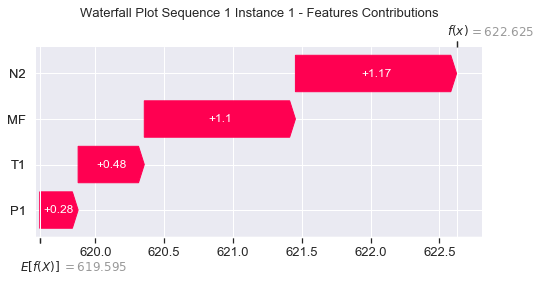 Waterfall Plot Sequence 1 Instance 1 - Features Contributions
f(x) = 622.625
N2 +1.17
MF +1.1
T1 +0.48
P1 +0.28
620.0 620.5 621.0 621.5 622.0 622.5
E[f(X)] = 619.595